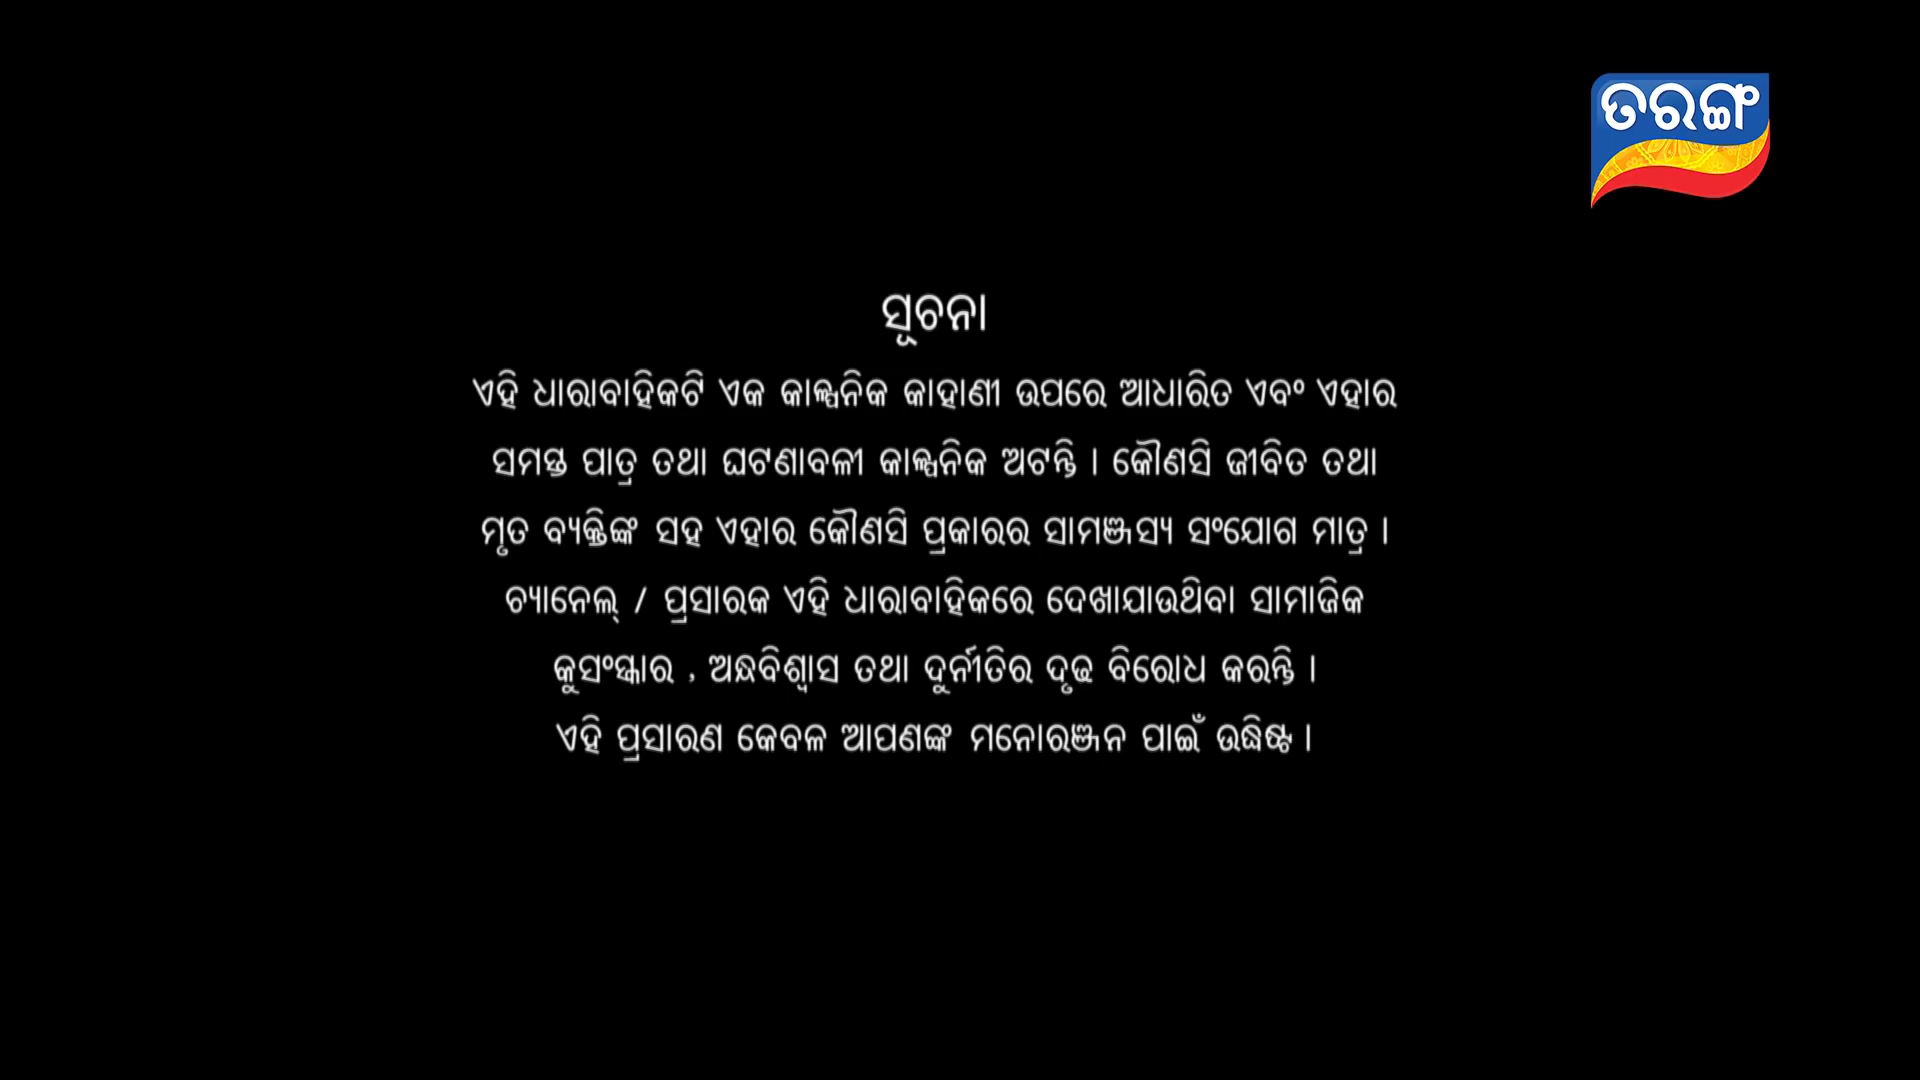 ତରଙ୍ଗ
ସୂଚନା
ଏହି ଧାରାବାହିକଟି ଏକ କାଳ୍ପନିକ କାହାଣୀ ଉପରେ ଆଧାରିତ ଏବଂ ଏହାର
ସମସ୍ତ ପାତ୍ର ତଥା ଘଟଣାବଳୀ କାଳ୍ପନିକ ଅଟନ୍ତି । କୌଣସି ଜୀବିତ ତଥା
ମୃତ ବ୍ୟକ୍ତିଙ୍କ ସହ ଏହାର କୌଣସି ପ୍ରକାରର ସାମଞ୍ଜସ୍ୟ ସଂଯୋଗ ମାତ୍ର ।
ଚ୍ୟାନେଲ୍ / ପ୍ରସାରକ ଏହି ଧାରାବାହିକରେ ଦେଖାଯାଉଥିବା ସାମାଜିକ
କୁସଂସ୍କାର , ଅନ୍ଧବିଶ୍ୱାସ ତଥା ଦୁର୍ନୀତିର ଦୃଢ ବିରୋଧ କରନ୍ତି ।
ଏହି ପ୍ରସାରଣ କେବଳ ଆପଣଙ୍କ ମନୋରଞ୍ଜନ ପାଇଁ ଉଦ୍ଧିଷ୍ଟ ।